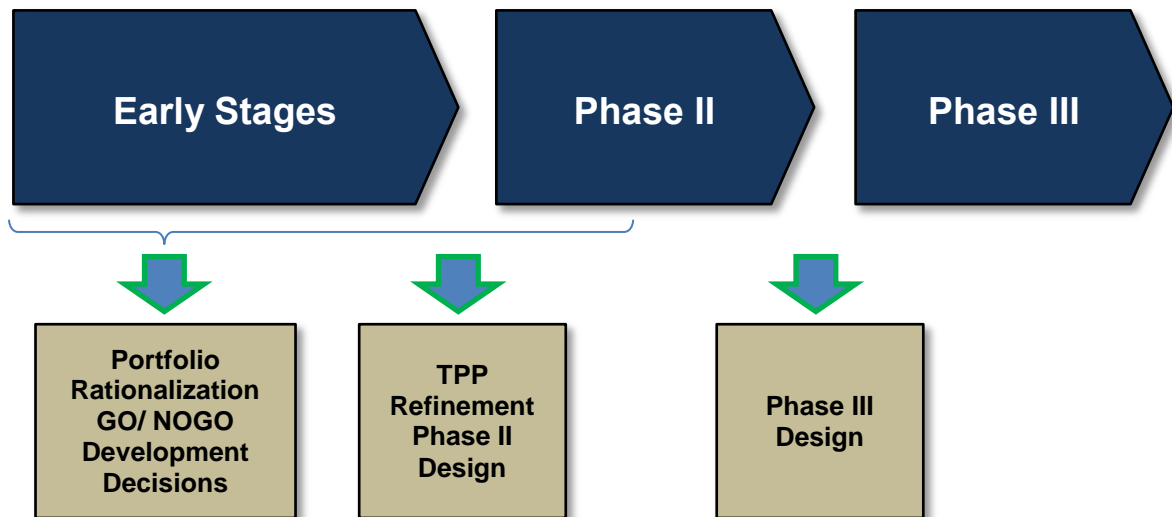 Early Stages
Phase II
Phase III
Portfolio
Rationalization
GO/ NOGO
Development
Decisions
TPP
Refinement
Phase II
Design
Phase III
Design